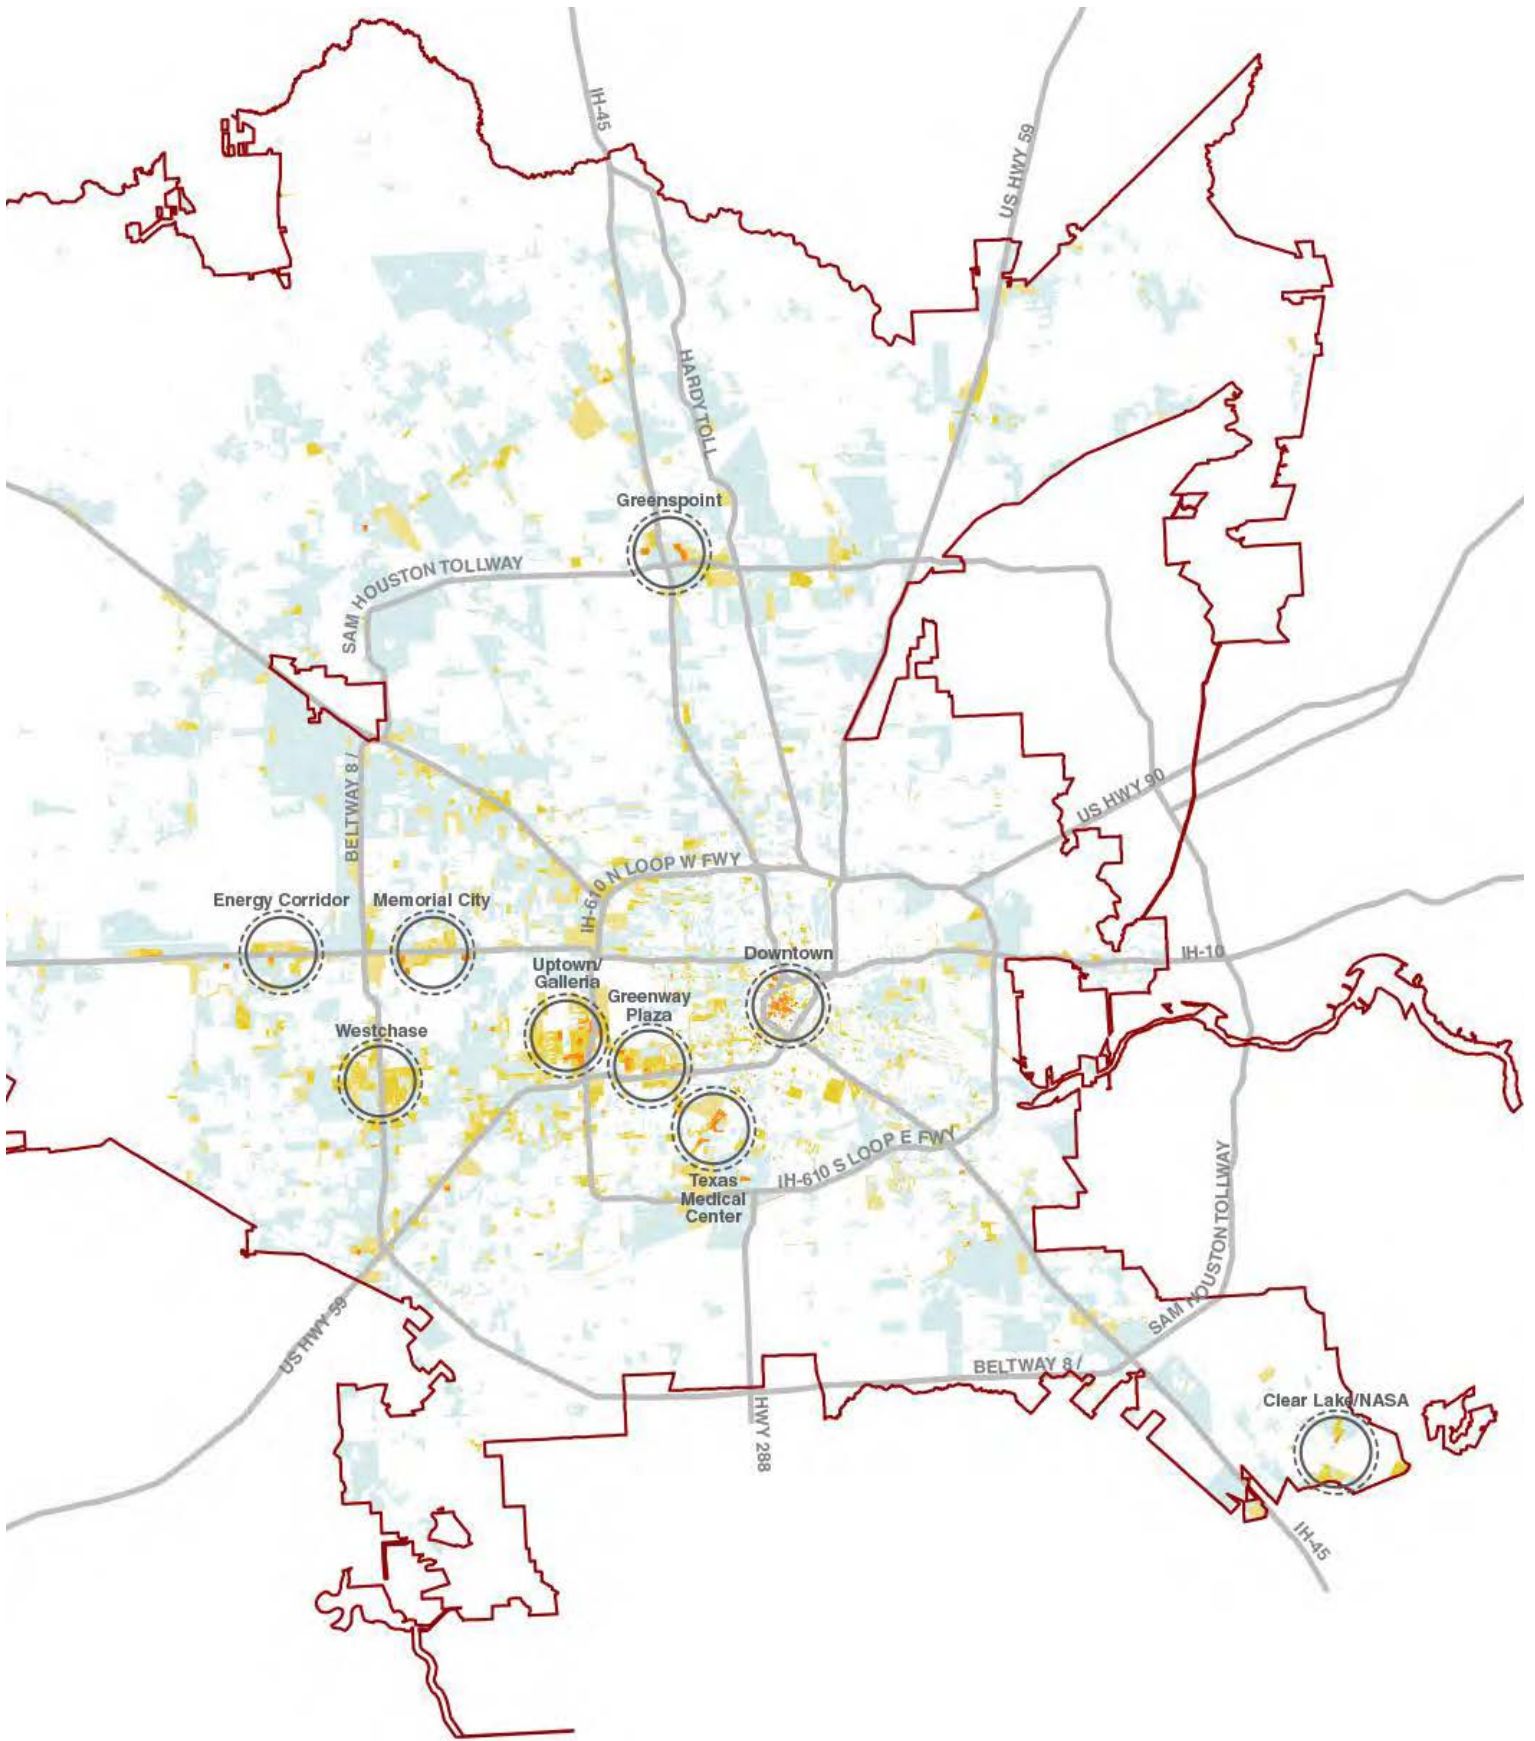 IH-45
US HWY 59
HARDY TOLL
Greenspoint
SAM HOUSTON TOLLWAY
BELTWAY 8 /
US HWY 90
IH-610 N LOOP W FWY
Energy Corridor
Memorial City
Uptown/
Galleria
Greenway
Plaza
Downtown
IH-10
Westchase
Texas
Medical
Center
IH-610 S LOOP E FWY
SAM HOUSTON TOLLWAY
BELTWAY 8 /
US HWY 59
HWY 288
Clear Lake/NASA
IH-45